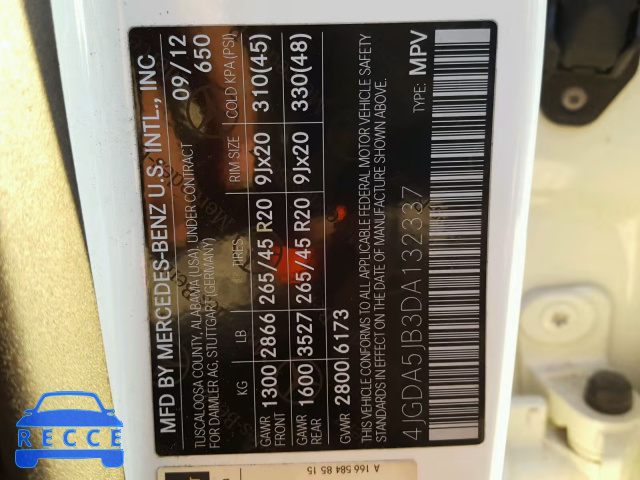 MFD BY MERCEDES-BENZ U.S. INTL., INC
TUSCALOOSA COUNTY, ALABAMA (USA), UNDER CONTRACT 09/12
FOR DAIMLER AG, STUTTGART (GERMANY) 650
KG LB TIRES RIM SIZE COLD KPA (PSI)
GAWR 1300 2866 265/45 R20 9Jx20 310(45)
FRONT
GAWR 1600 3527 265/45 R20 9Jx20 330(48)
REAR
GVWR 2800 6173
THIS VEHICLE CONFORMS TO ALL APPLICABLE FEDERAL MOTOR VEHICLE SAFETY
STANDARDS IN EFFECT ON THE DATE OF MANUFACTURE SHOWN ABOVE.
4JGDA5JB3DA132337 TYPE: MPV
A 166 584 85 15
RECCE